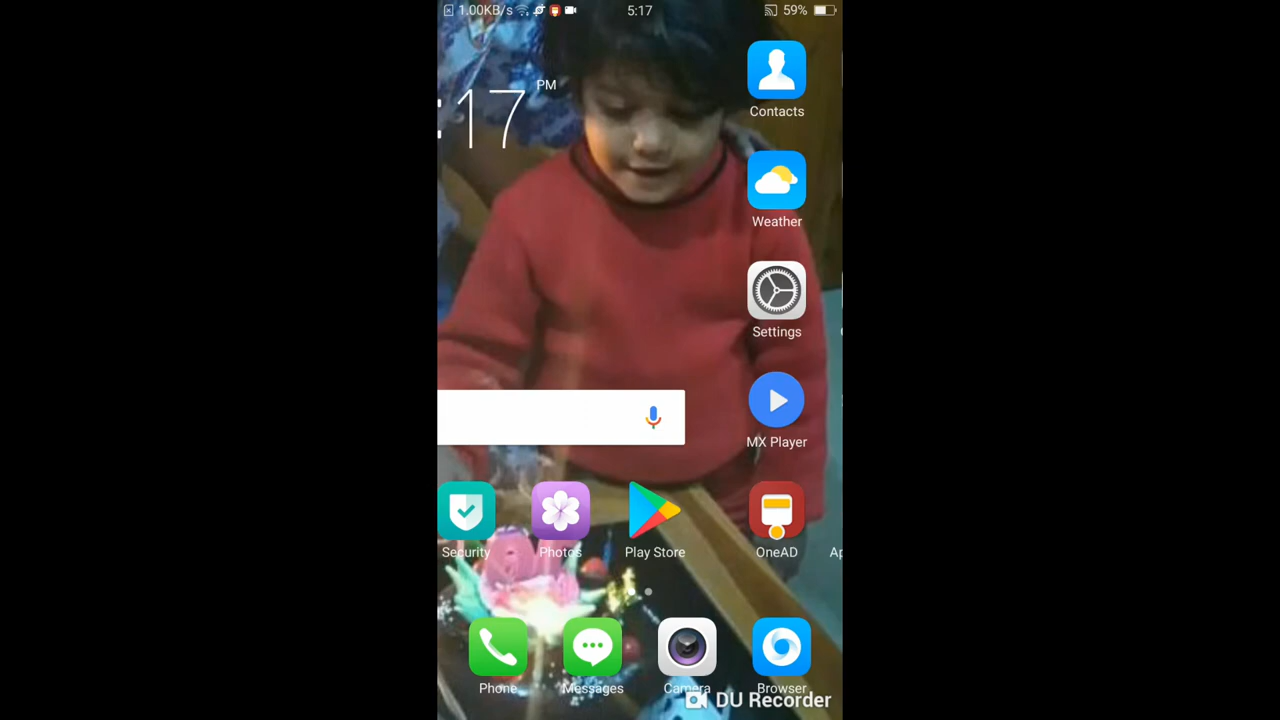 1.00KB/s 5:17 59%
:17 PM
Contacts
Weather
Settings
MX Player
Security Photos Play Store OneAD Ap
Phone Messages Camera Browser
DU Recorder